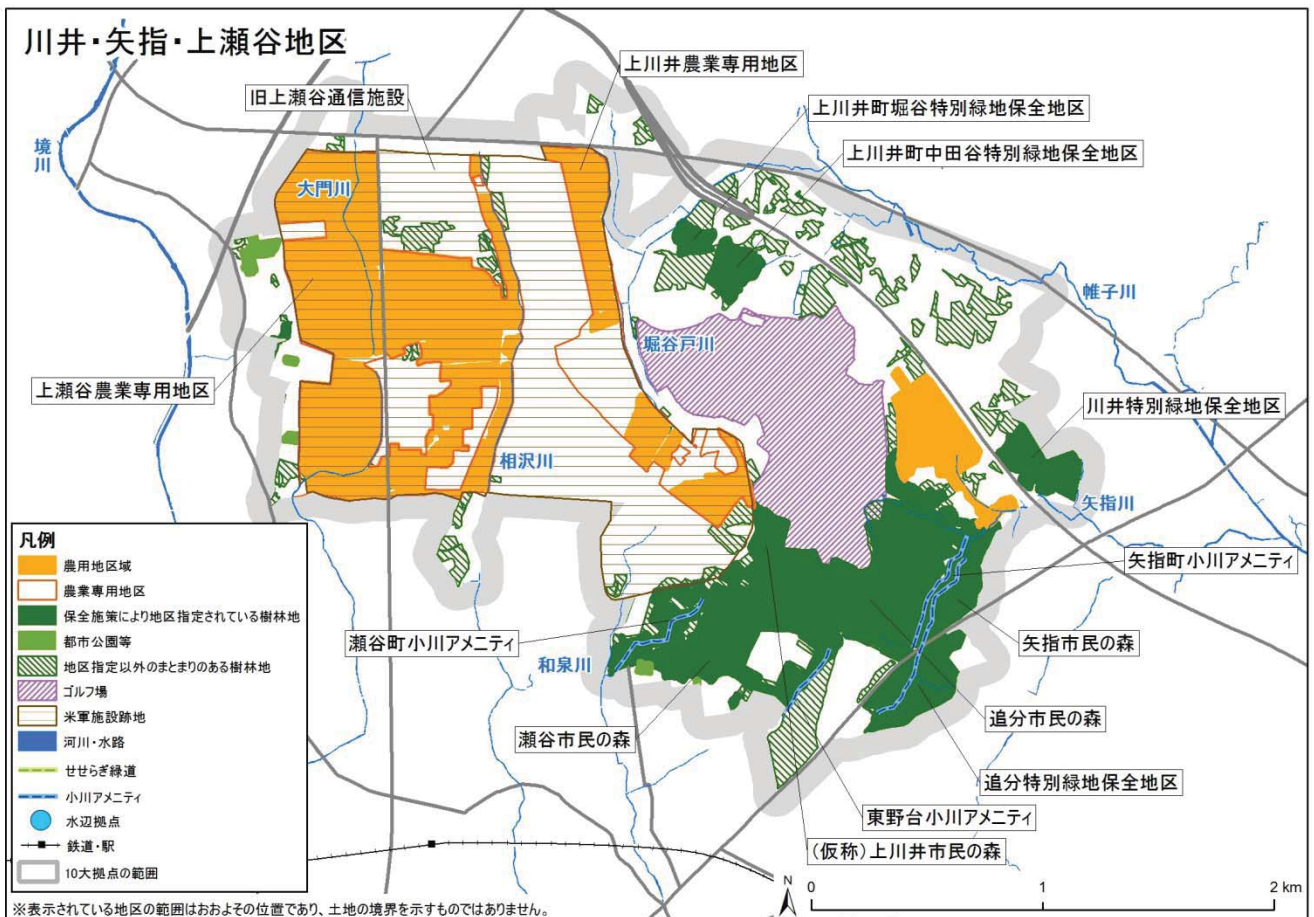 川井・矢指・上瀬谷地区
上川井農業専用地区
旧上瀬谷通信施設
上川井町堀谷特別緑地保全地区
上川井町中田谷特別緑地保全地区
境川
大門川
帷子川
堀谷戸川
上瀬谷農業専用地区
川井特別緑地保全地区
相沢川
矢指川
凡例
農用地区域
農業専用地区
保全施策により地区指定されている樹林地
都市公園等
地区指定以外のまとまりのある樹林地
ゴルフ場
米軍施設跡地
河川・水路
せせらぎ緑道
小川アメニティ
水辺拠点
鉄道・駅
10大拠点の範囲
矢指町小川アメニティ
瀬谷町小川アメニティ
矢指市民の森
和泉川
追分市民の森
瀬谷市民の森
追分特別緑地保全地区
東野台小川アメニティ
(仮称)上川井市民の森
N
0 1 2 km
※表示されている地区の範囲はおおよその位置であり、土地の境界を示すものではありません。